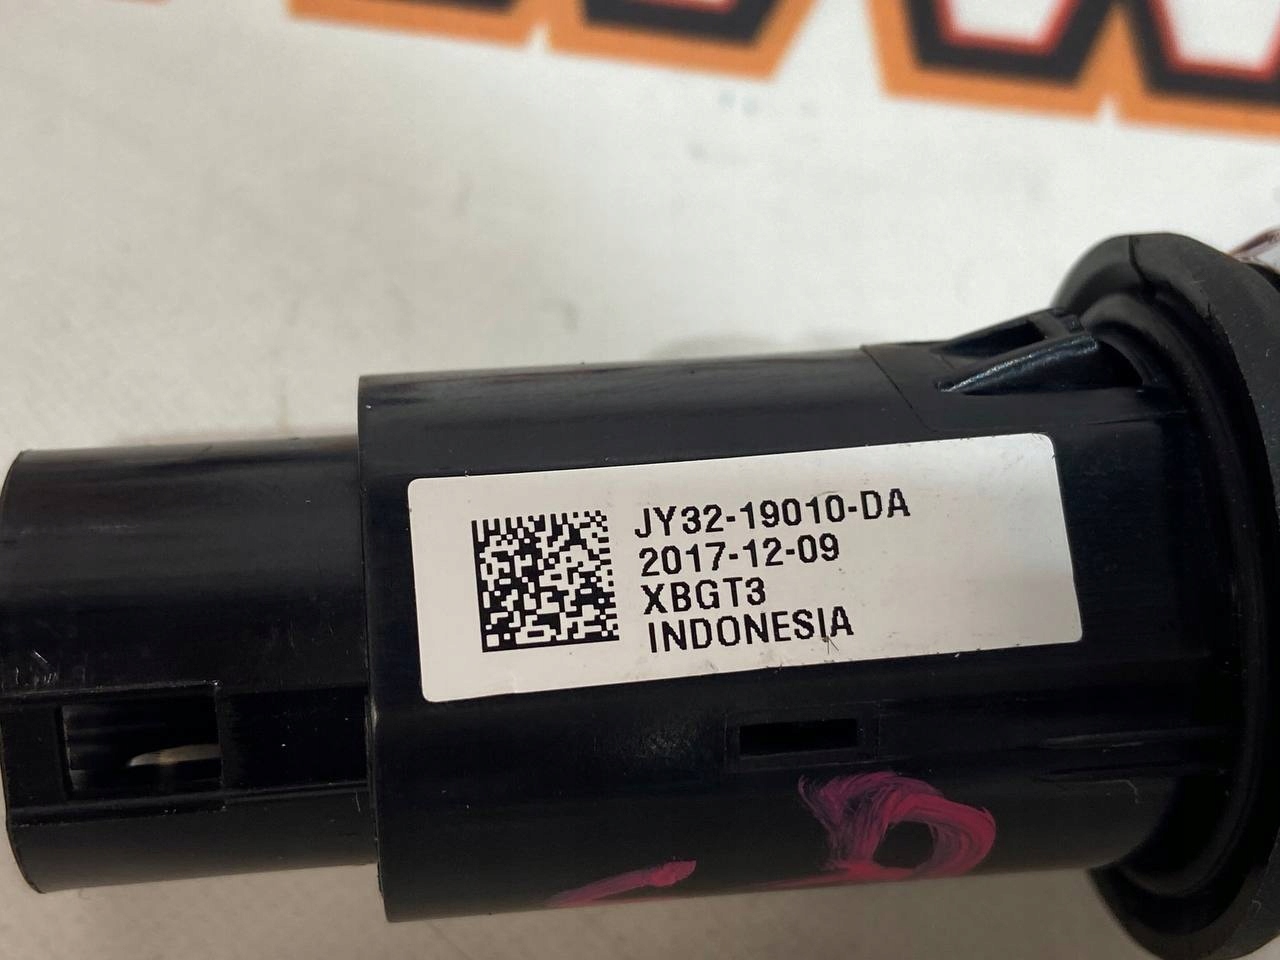 JY32-19010-DA
2017-12-09
XBGT3
INDONESIA